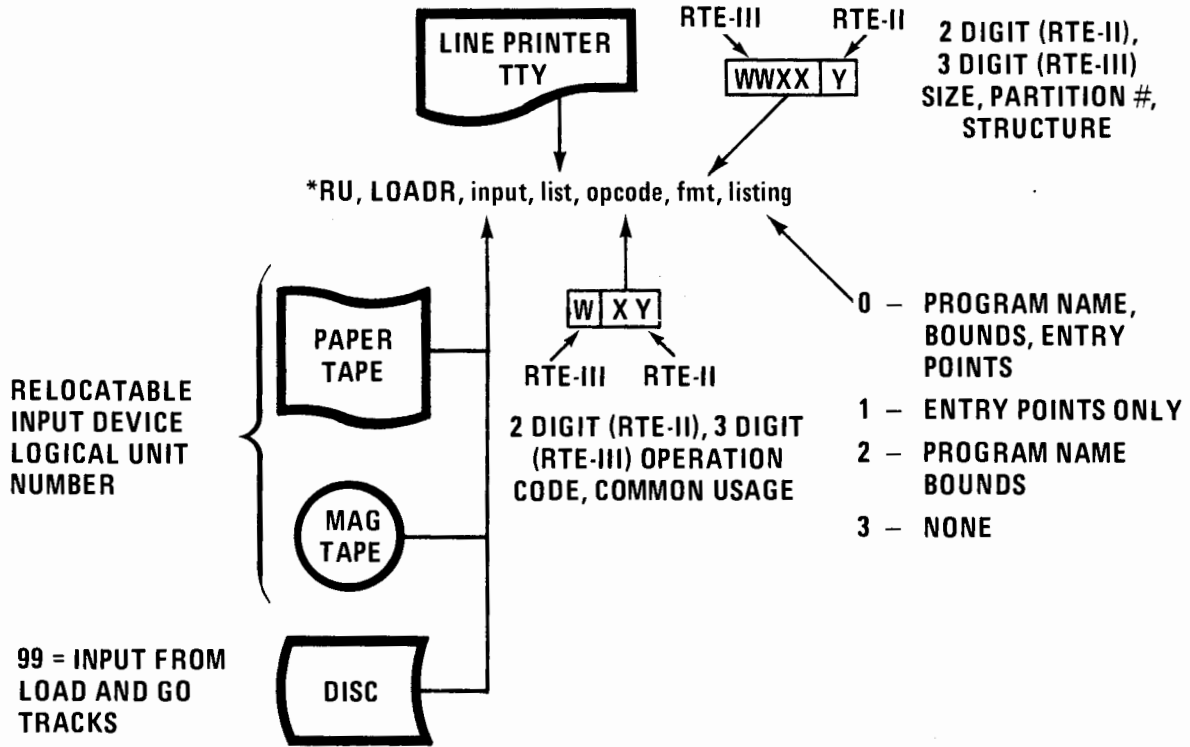 LINE PRINTER
TTY
RTE-III
RTE-II
WWXX Y
2 DIGIT (RTE-II),
3 DIGIT (RTE-III)
SIZE, PARTITION #,
STRUCTURE
*RU, LOADR, input, list, opcode, fmt, listing
RELOCATABLE
INPUT DEVICE
LOGICAL UNIT
NUMBER
PAPER
TAPE
MAG
TAPE
99 = INPUT FROM
LOAD AND GO
TRACKS
DISC
W X Y
RTE-III
RTE-II
2 DIGIT (RTE-II), 3 DIGIT
(RTE-III) OPERATION
CODE, COMMON USAGE
0 – PROGRAM NAME,
BOUNDS, ENTRY
POINTS
1 – ENTRY POINTS ONLY
2 – PROGRAM NAME
BOUNDS
3 – NONE